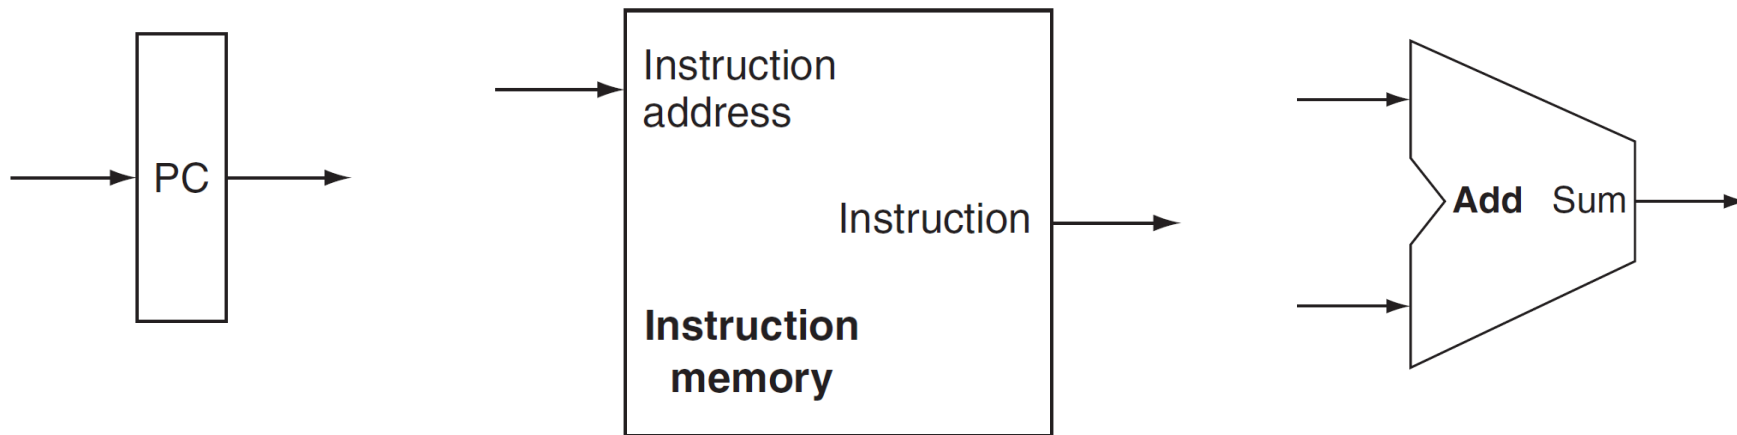 PC
Instruction
address
Instruction
Instruction
memory
Add Sum